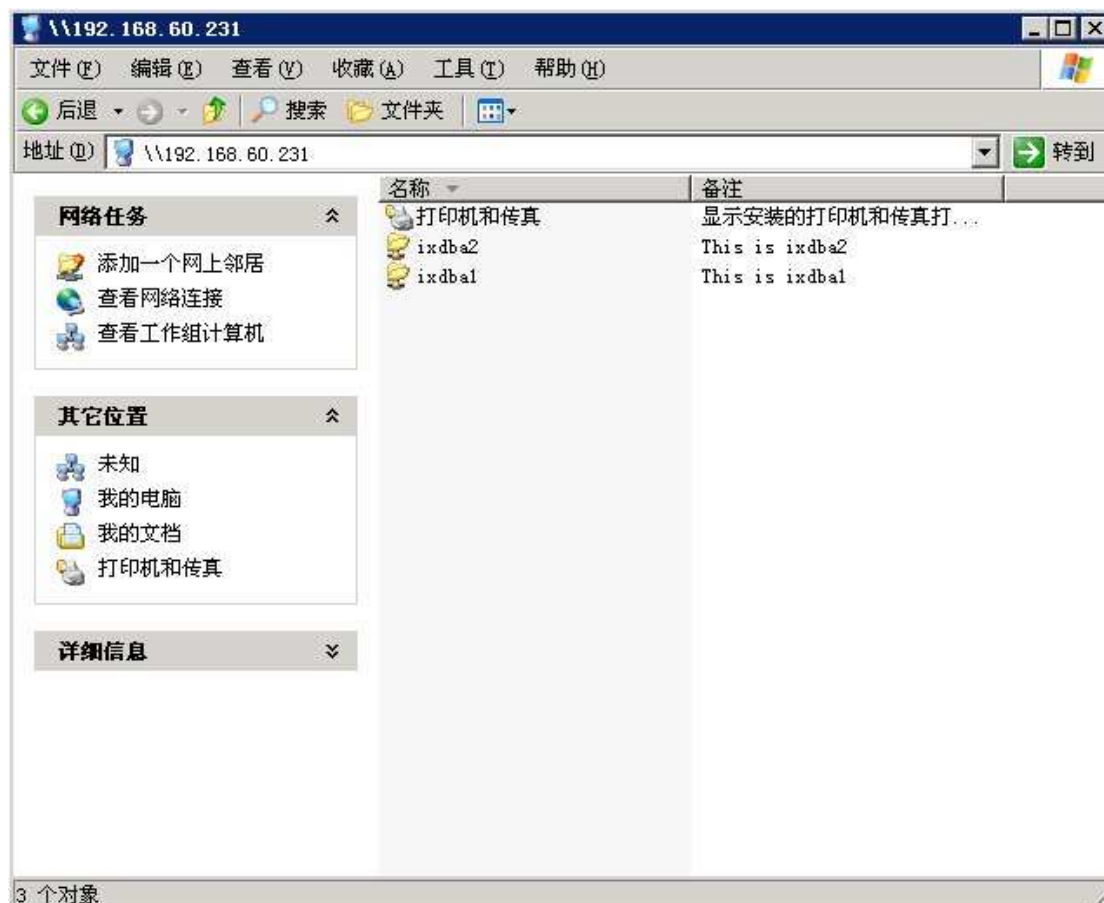 \\192.168.60.231
文件(F) 编辑(E) 查看(V) 收藏(A) 工具(T) 帮助(H)
后退 搜索 文件夹
地址(D) \\192.168.60.231 转到
名称 备注
打印机和传真 显示安装的打印机和传真打...
ixdba2 This is ixdba2
ixdba1 This is ixdba1
网络任务
添加一个网上邻居
查看网络连接
查看工作组计算机
其它位置
未知
我的电脑
我的文档
打印机和传真
详细信息
3 个对象